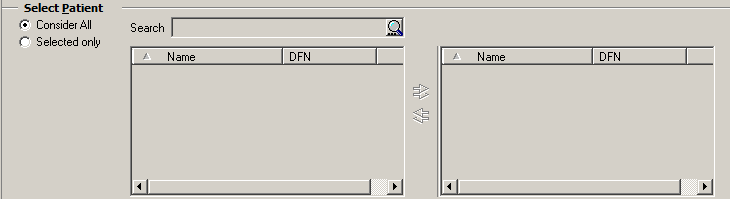 Select Patient
Consider All
Search
Selected only
Name DFN
Name DFN